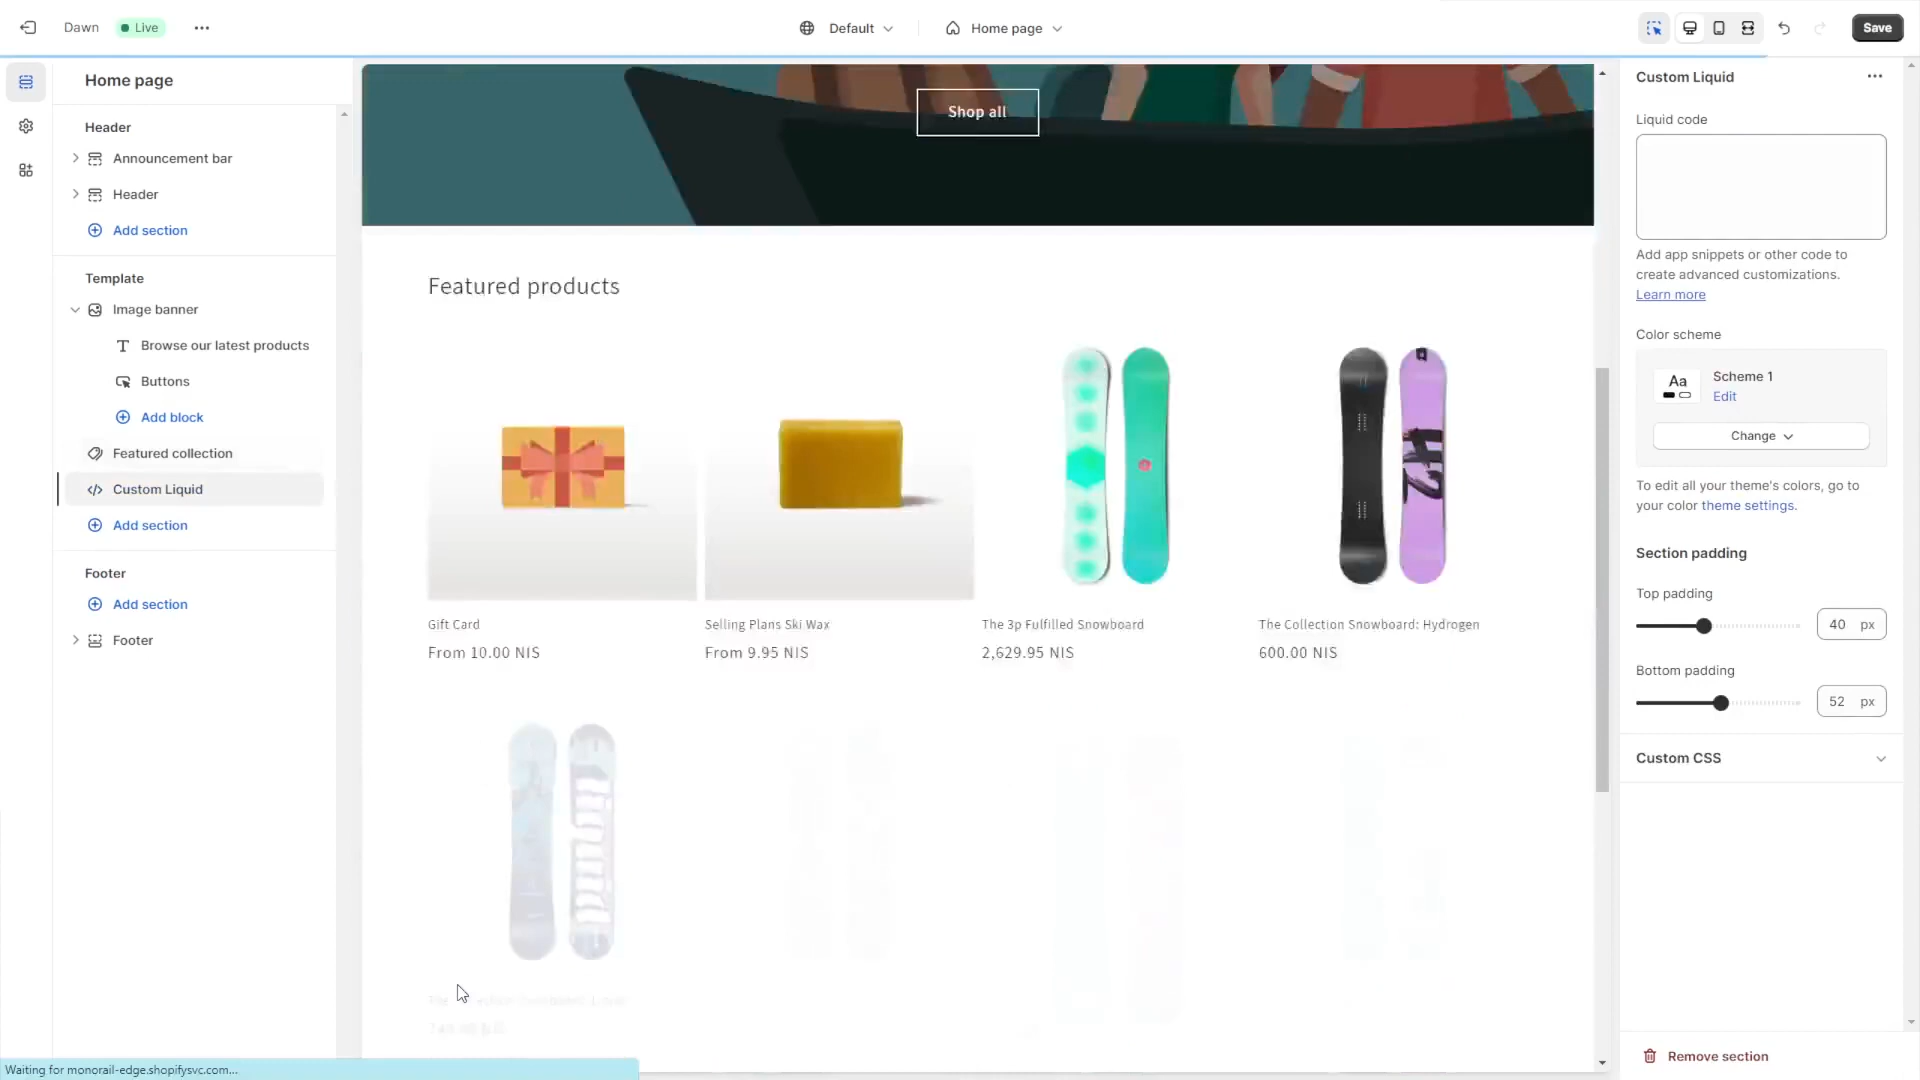 Dawn
Live
Default
Home page
Save
Home page
Header
Announcement bar
Header
Add section
Template
Image banner
Browse our latest products
Buttons
Add block
Featured collection
Custom Liquid
Add section
Footer
Add section
Footer
Shop all
Featured products
Gift Card
From 10.00 NIS
Selling Plans Ski Wax
From 9.95 NIS
The 3p Fulfilled Snowboard
2,629.95 NIS
The Collection Snowboard: Hydrogen
600.00 NIS
Custom Liquid
Liquid code
Add app snippets or other code to
create advanced customizations.
Learn more
Color scheme
Aa
Scheme 1
Edit
Change
To edit all your theme's colors, go to
your color theme settings.
Section padding
Top padding
40 px
Bottom padding
52 px
Custom CSS
Remove section
Waiting for monorail-edge.shopifysvc.com...